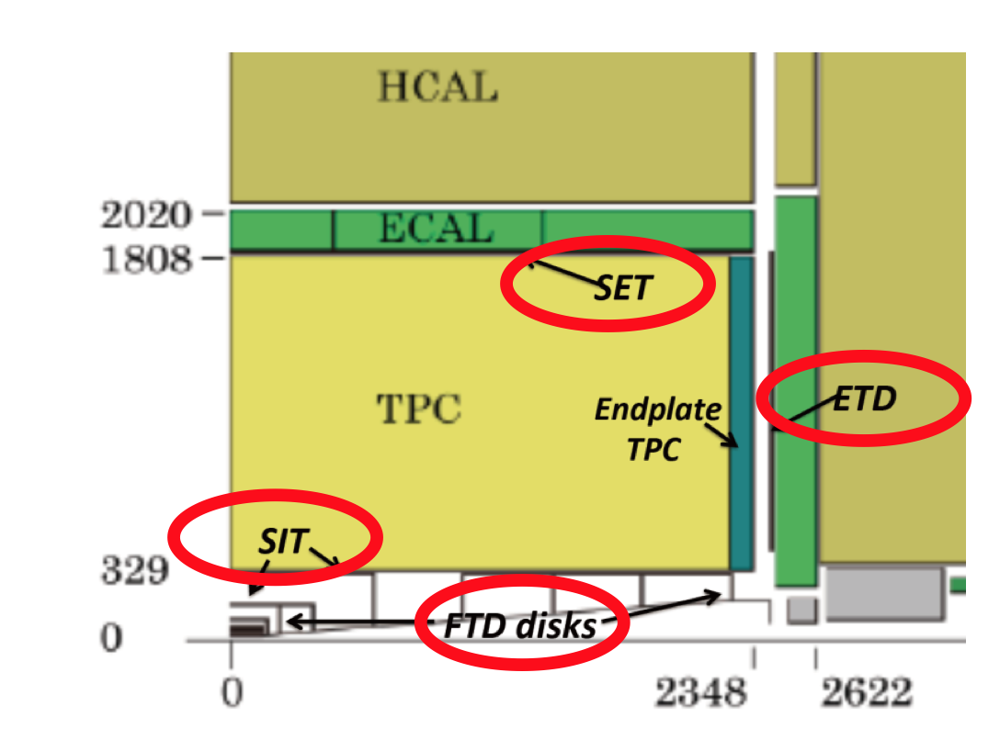 HCAL
2020
ECAL
1808
SET
TPC
Endplate
TPC
ETD
SIT
329
FTD disks
0
0
2348
2622